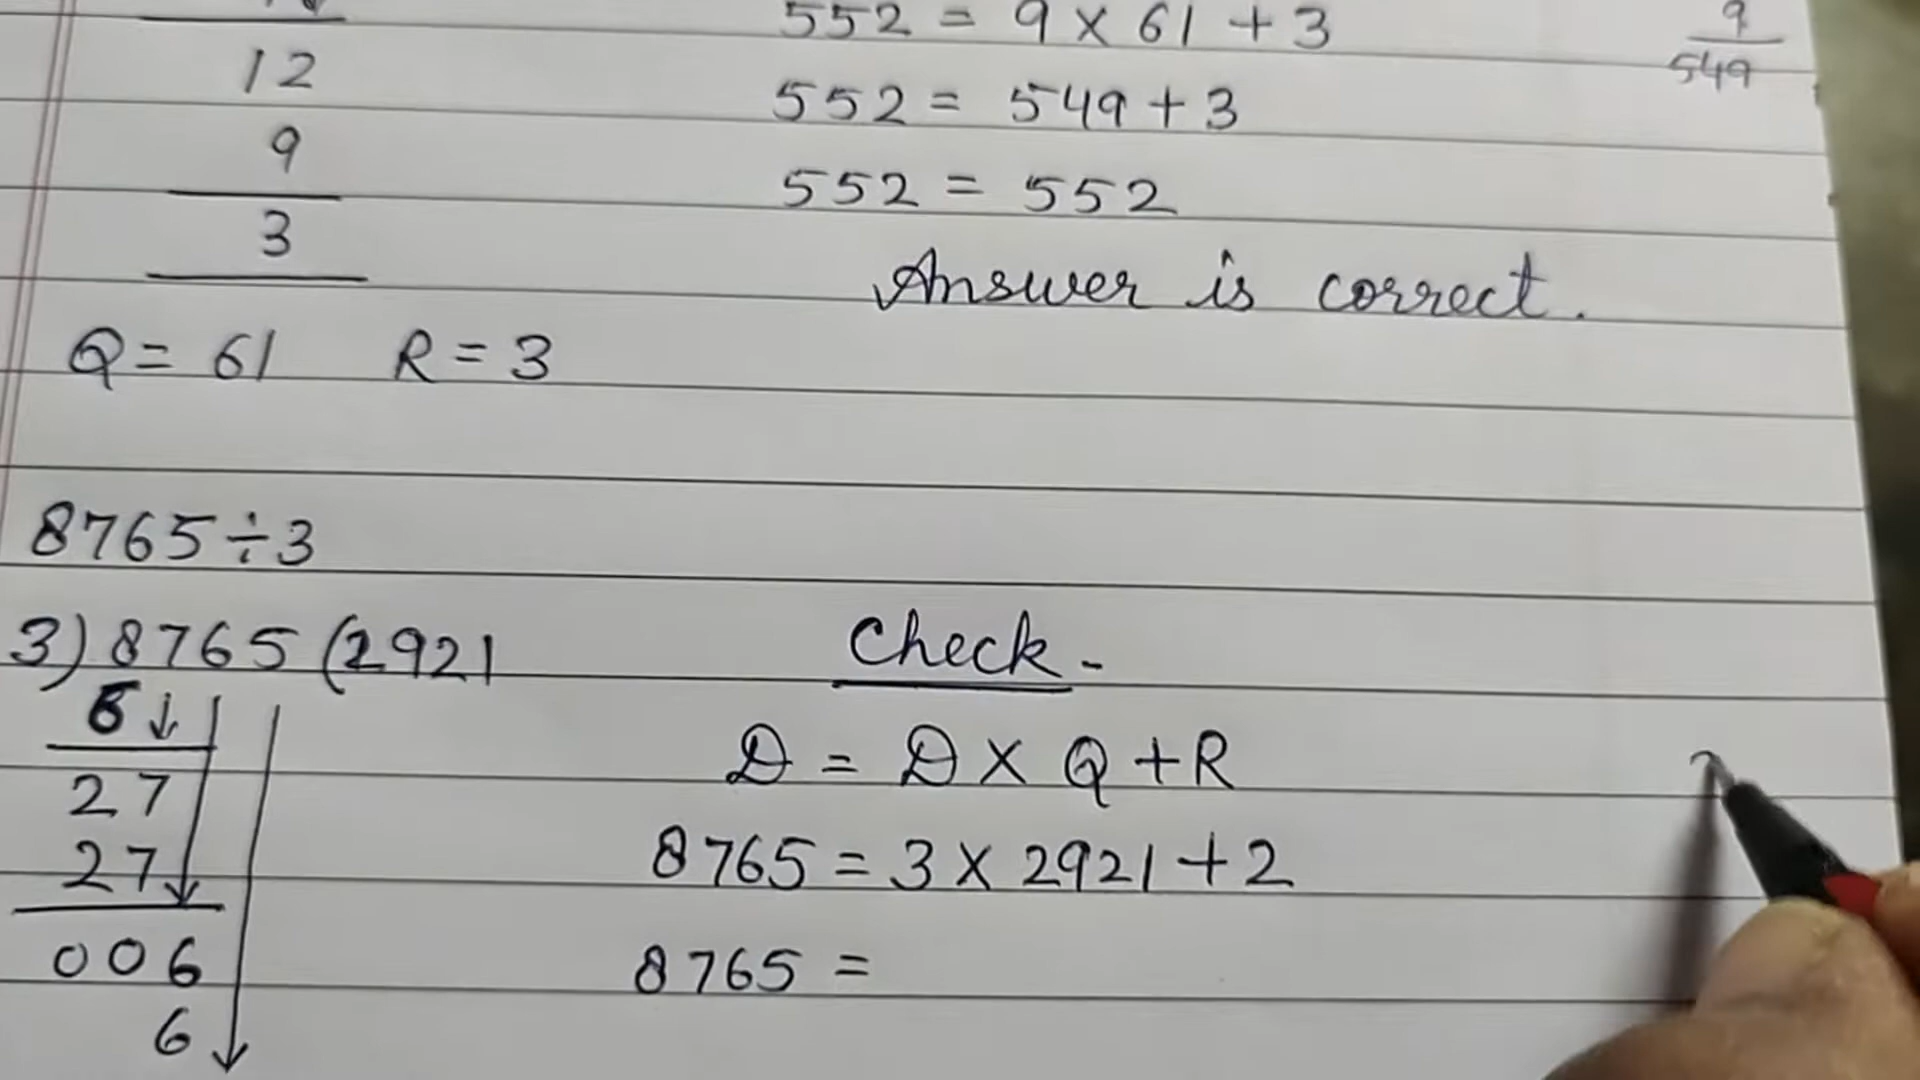 552 = 9 × 61 + 3
9
549
12
552 = 549 + 3
9
552 = 552
3
Answer is correct.
Q = 61 R = 3
8765 ÷ 3
3) 8765 (2921
Check -
6
D = D × Q + R
27
27
8765 = 3 × 2921 + 2
006
8765 =
6